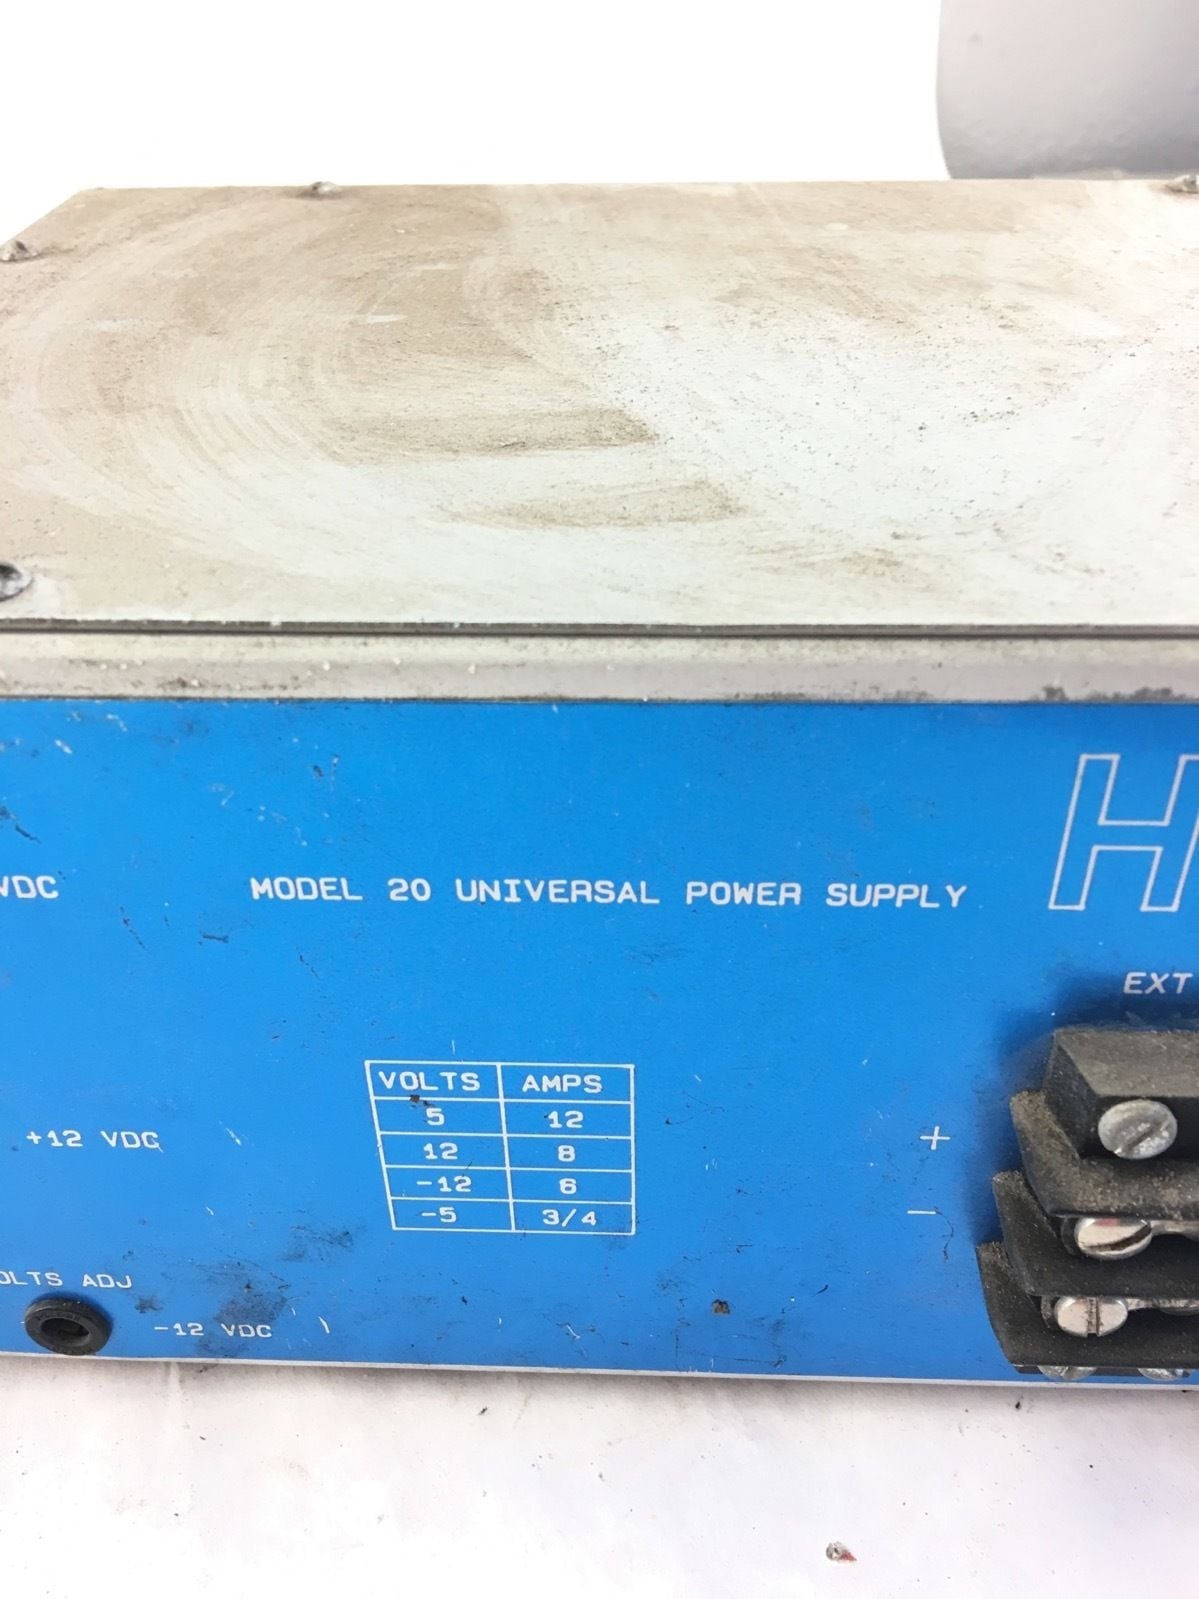 H
VDC
MODEL 20 UNIVERSAL POWER SUPPLY
EXT
VOLTS AMPS
5 12
12 8
-12 6
-5 3/4
+12 VDC
+
-
OLTS ADJ
-12 VDC